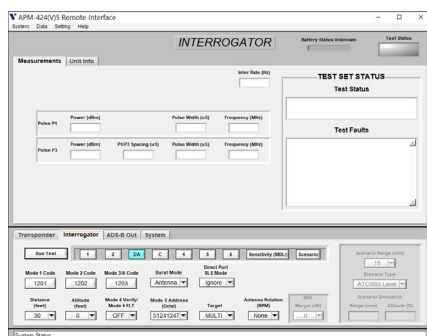 APM-424(V)5 Remote Interface
System Data Setting Help
INTERROGATOR
Battery Status Unknown
Test Status
Measurements Unit Info
Inter Rate (Hz)
TEST SET STATUS
Test Status
Power (dBm) Pulse Width (uS) Frequency (MHz)
Pulse P1
Test Faults
Power (dBm) P1/P3 Sparing (uS) Pulse Width (uS) Frequency (MHz)
Pulse P3
Transponder Interrogator ADS-B Out System
Run Test 1 2 3/A C 4 S 5 Sensitivity (MDL) Scenario
Scenario Range (nmi)
15
Mode 1 Code Mode 2 Code Mode 3/A Code Burst Mode Direct Port SLS Mode
1201 1202 1203 Antenna Ignore
Scenario Type
ATCRBS Level
Distance (feet) Altitude (feet) Mode 4 Verify/ Mode 5 FLT Mode S Address (Octal) Target Antenna Rotation (RPM) Margin (dB)
30 0 OFF 51241247 MULTI None 0
Scenario Simulation
Range (nmi) Altitude (ft)
System Status